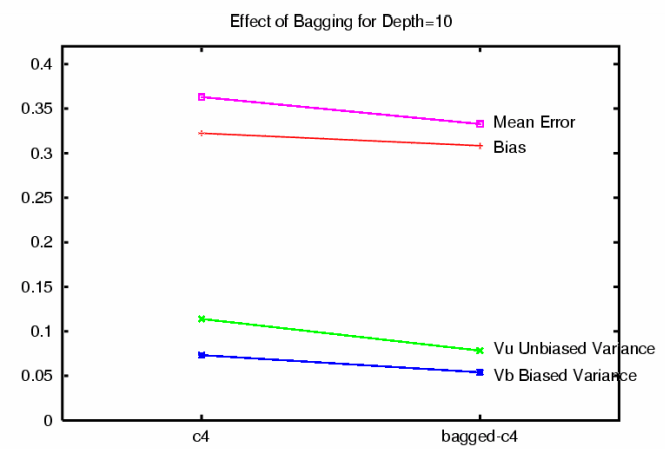 Effect of Bagging for Depth=10
0.4
0.35
0.3
0.25
0.2
0.15
0.1
0.05
0
Mean Error
Bias
Vu Unbiased Variance
Vb Biased Variance
c4
bagged-c4